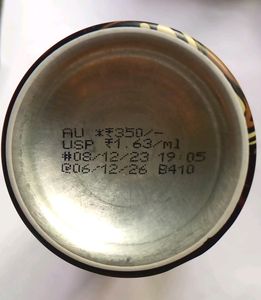 AU *₹350/-
USP ₹1.63/ml
#08/12/23 19:05
@06/12/26 B410